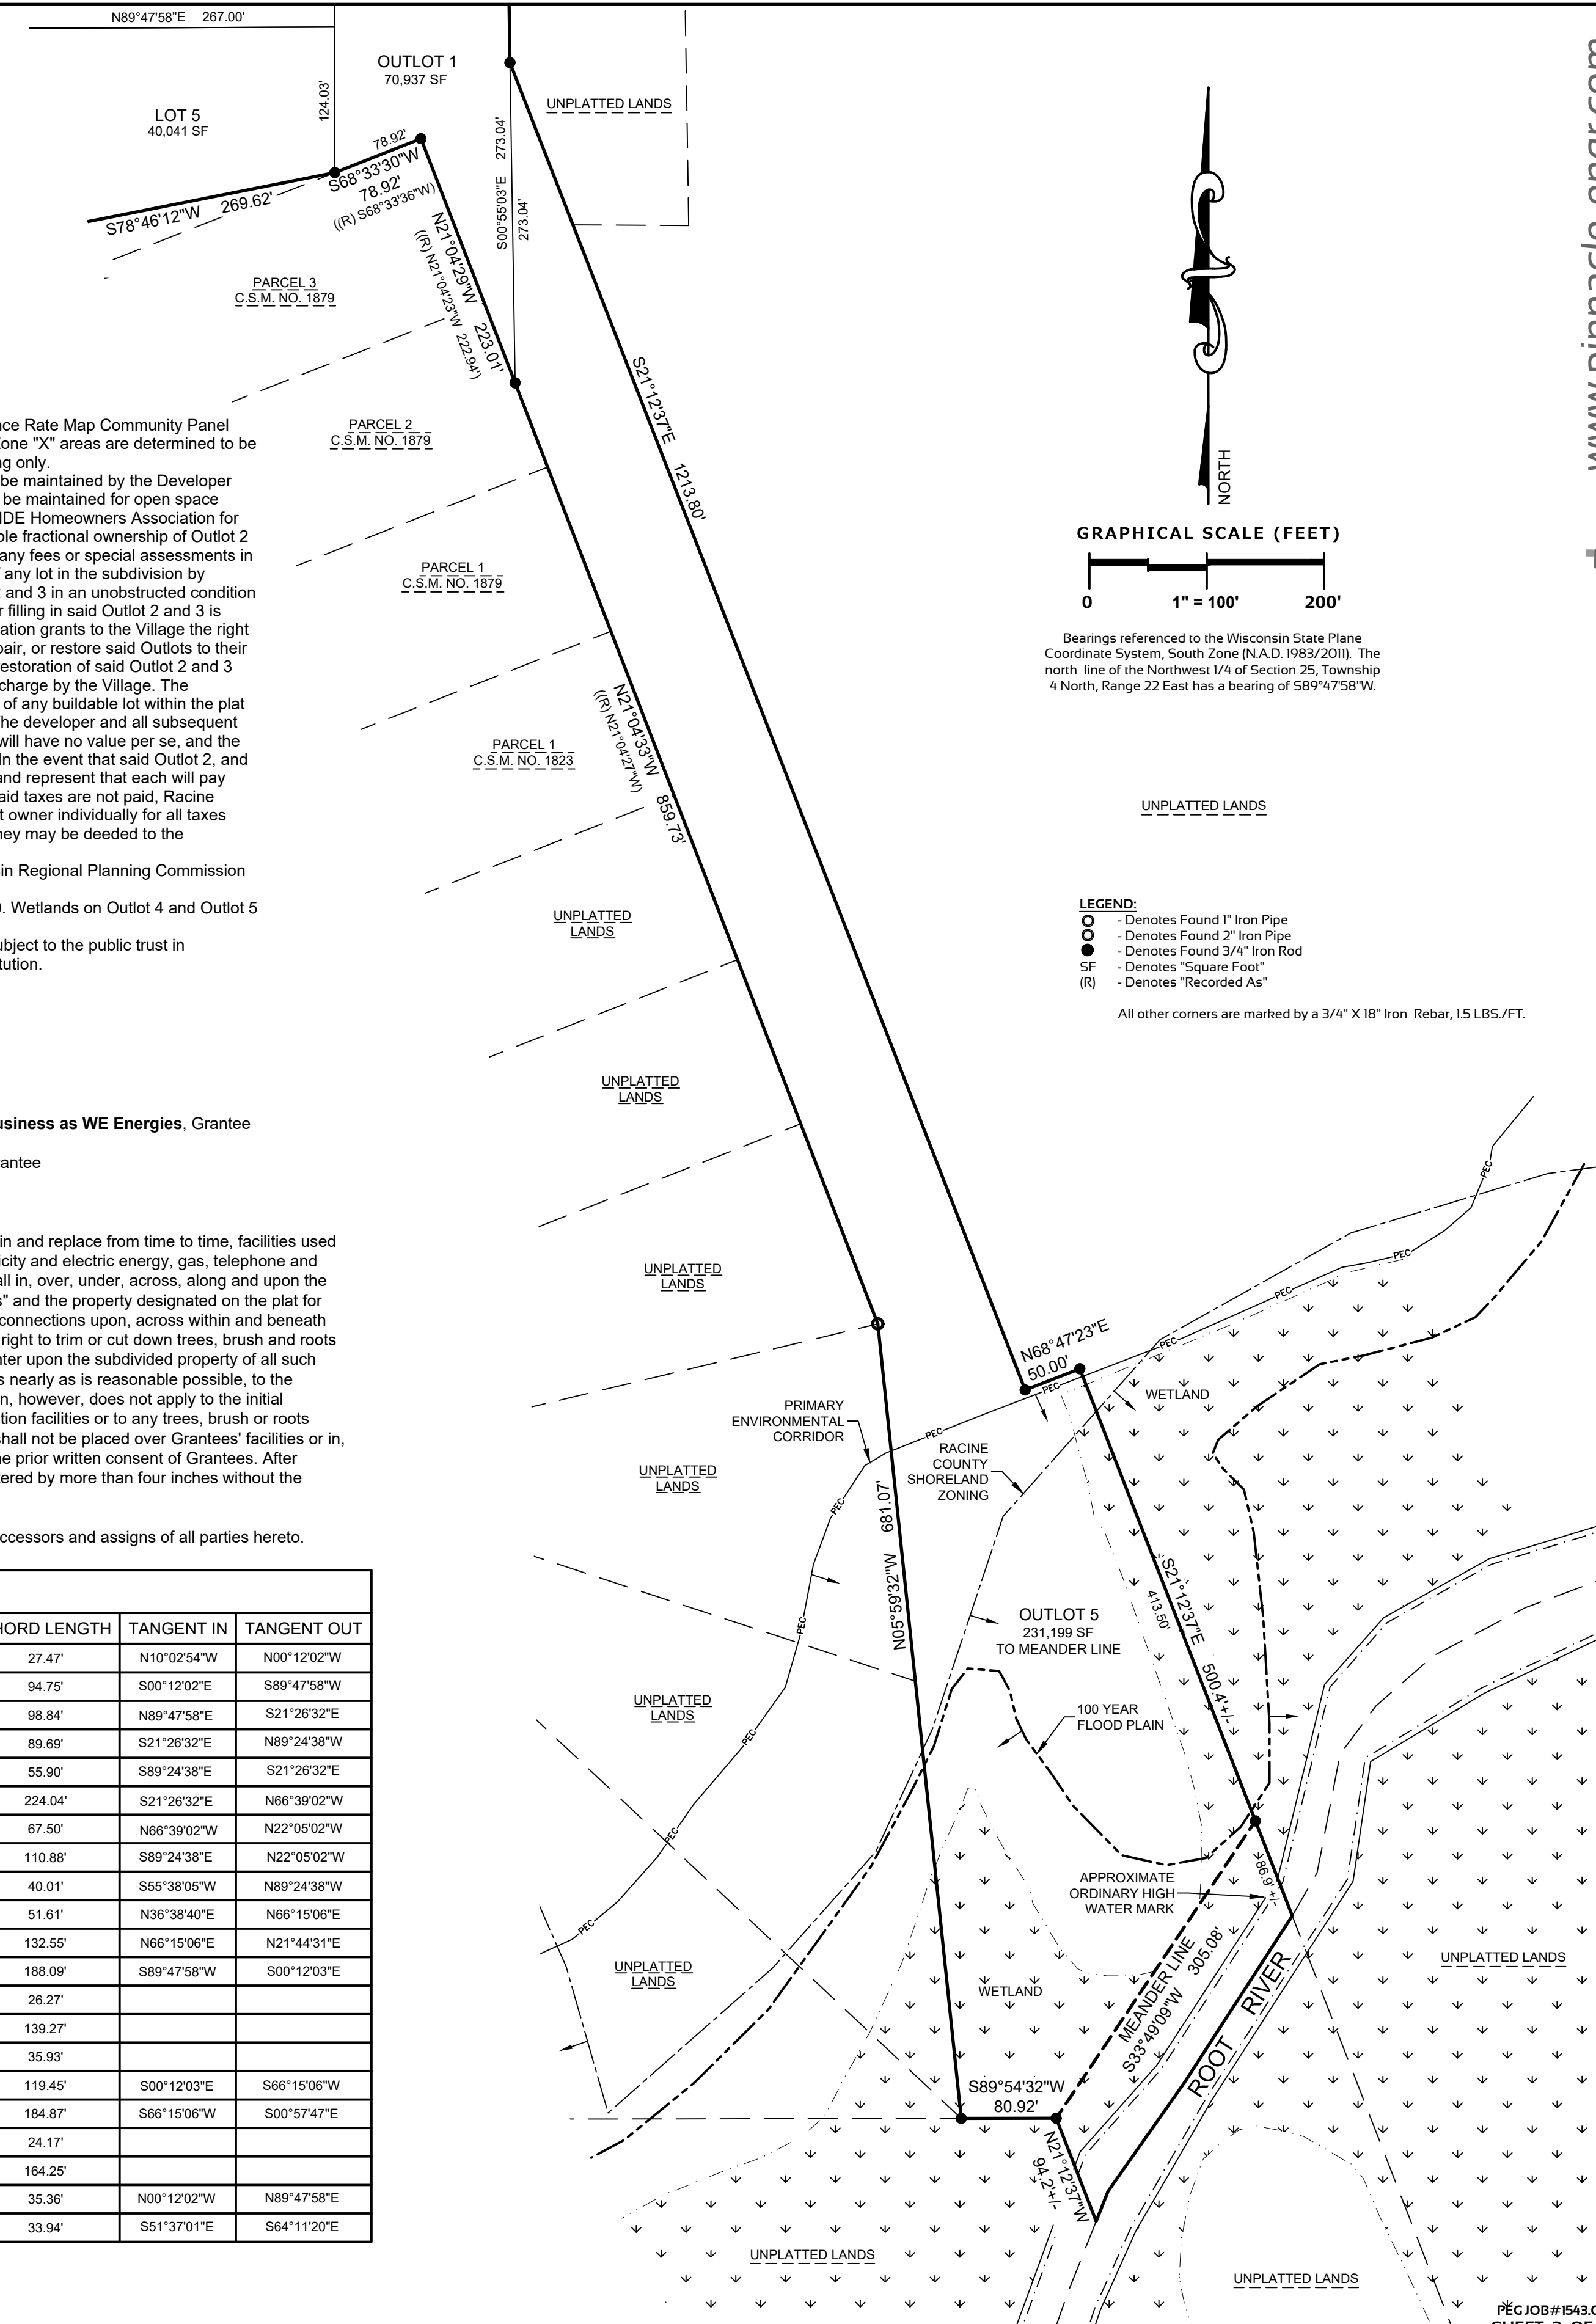 N89°47'58"E 267.00'
OUTLOT 1
70,937 SF
LOT 5
40,041 SF
124.03'
UNPLATTED LANDS
78.92'
S68°33'30"W
78.92'
((R) S68°33'36"W)
S78°46'12"W 269.62'
S00°55'03"E 273.04'
273.04'
N21°04'29"W 223.01'
((R) N21°04'23"W 222.94')
PARCEL 3
C.S.M. NO. 1879
S21°12'37"E 1213.80'
PARCEL 2
C.S.M. NO. 1879
PARCEL 1
C.S.M. NO. 1879
N21°04'33"W 859.73'
((R) N21°04'27"W)
PARCEL 1
C.S.M. NO. 1823
UNPLATTED
LANDS
UNPLATTED
LANDS
UNPLATTED
LANDS
UNPLATTED
LANDS
UNPLATTED
LANDS
UNPLATTED
LANDS
NORTH
GRAPHICAL SCALE (FEET)
0 1" = 100' 200'
Bearings referenced to the Wisconsin State Plane
Coordinate System, South Zone (N.A.D. 1983/2011). The
north line of the Northwest 1/4 of Section 25, Township
4 North, Range 22 East has a bearing of S89°47'58"W.
UNPLATTED LANDS
LEGEND:
- Denotes Found 1" Iron Pipe
- Denotes Found 2" Iron Pipe
- Denotes Found 3/4" Iron Rod
SF - Denotes "Square Foot"
(R) - Denotes "Recorded As"
All other corners are marked by a 3/4" X 18" Iron Rebar, 1.5 LBS./FT.
nce Rate Map Community Panel
Zone "X" areas are determined to be
ng only.
be maintained by the Developer
be maintained for open space
IDE Homeowners Association for
ble fractional ownership of Outlot 2
any fees or special assessments in
any lot in the subdivision by
and 3 in an unobstructed condition
r filling in said Outlot 2 and 3 is
ation grants to the Village the right
pair, or restore said Outlots to their
estoration of said Outlot 2 and 3
charge by the Village. The
of any buildable lot within the plat
he developer and all subsequent
will have no value per se, and the
In the event that said Outlot 2, and
and represent that each will pay
aid taxes are not paid, Racine
t owner individually for all taxes
hey may be deeded to the
in Regional Planning Commission
. Wetlands on Outlot 4 and Outlot 5
ubject to the public trust in
tution.
usiness as WE Energies, Grantee
rantee
in and replace from time to time, facilities used
icity and electric energy, gas, telephone and
all in, over, under, across, along and upon the
s" and the property designated on the plat for
connections upon, across within and beneath
right to trim or cut down trees, brush and roots
nter upon the subdivided property of all such
s nearly as is reasonable possible, to the
n, however, does not apply to the initial
tion facilities or to any trees, brush or roots
shall not be placed over Grantees' facilities or in,
ne prior written consent of Grantees. After
tered by more than four inches without the
ccessors and assigns of all parties hereto.
HORD LENGTH TANGENT IN TANGENT OUT
27.47' N10°02'54"W N00°12'02"W
94.75' S00°12'02"E S89°47'58"W
98.84' N89°47'58"E S21°26'32"E
89.69' S21°26'32"E N89°24'38"W
55.90' S89°24'38"E S21°26'32"E
224.04' S21°26'32"E N66°39'02"W
67.50' N66°39'02"W N22°05'02"W
110.88' S89°24'38"E N22°05'02"W
40.01' S55°38'05"W N89°24'38"W
51.61' N36°38'40"E N66°15'06"E
132.55' N66°15'06"E N21°44'31"E
188.09' S89°47'58"W S00°12'03"E
26.27'
139.27'
35.93'
119.45' S00°12'03"E S66°15'06"W
184.87' S66°15'06"W S00°57'47"E
24.17'
164.25'
35.36' N00°12'02"W N89°47'58"E
33.94' S51°37'01"E S64°11'20"E
N68°47'23"E
50.00'
PEC
PEC
PEC
PEC
PEC
PEC
PEC
PEC
PEC
PEC
PEC
WETLAND
PRIMARY
ENVIRONMENTAL
CORRIDOR
RACINE
COUNTY
SHORELAND
ZONING
N05°59'32"W 681.07'
S21°12'37"E 500.4'+/-
413.50'
OUTLOT 5
231,199 SF
TO MEANDER LINE
100 YEAR
FLOOD PLAIN
86.9'+/-
APPROXIMATE
ORDINARY HIGH
WATER MARK
MEANDER LINE
S33°49'09"W 305.08'
WETLAND
ROOT RIVER
UNPLATTED LANDS
S89°54'32"W
80.92'
N21°12'37"W
94.2'+/-
UNPLATTED LANDS
UNPLATTED LANDS
PEG JOB#1543.